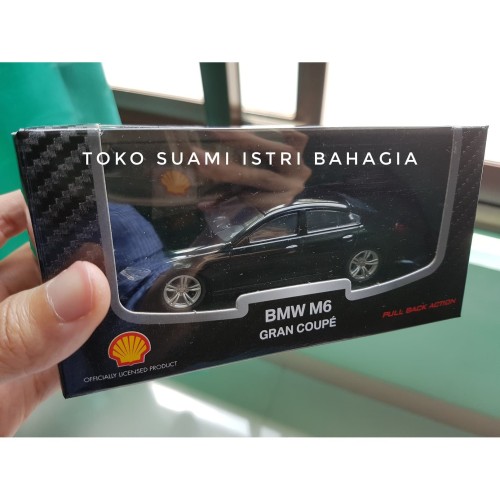 TOKO SUAMI ISTRI BAHAGIA
BMW M6
GRAN COUPÉ
PULL BACK ACTION
OFFICIALLY LICENSED PRODUCT